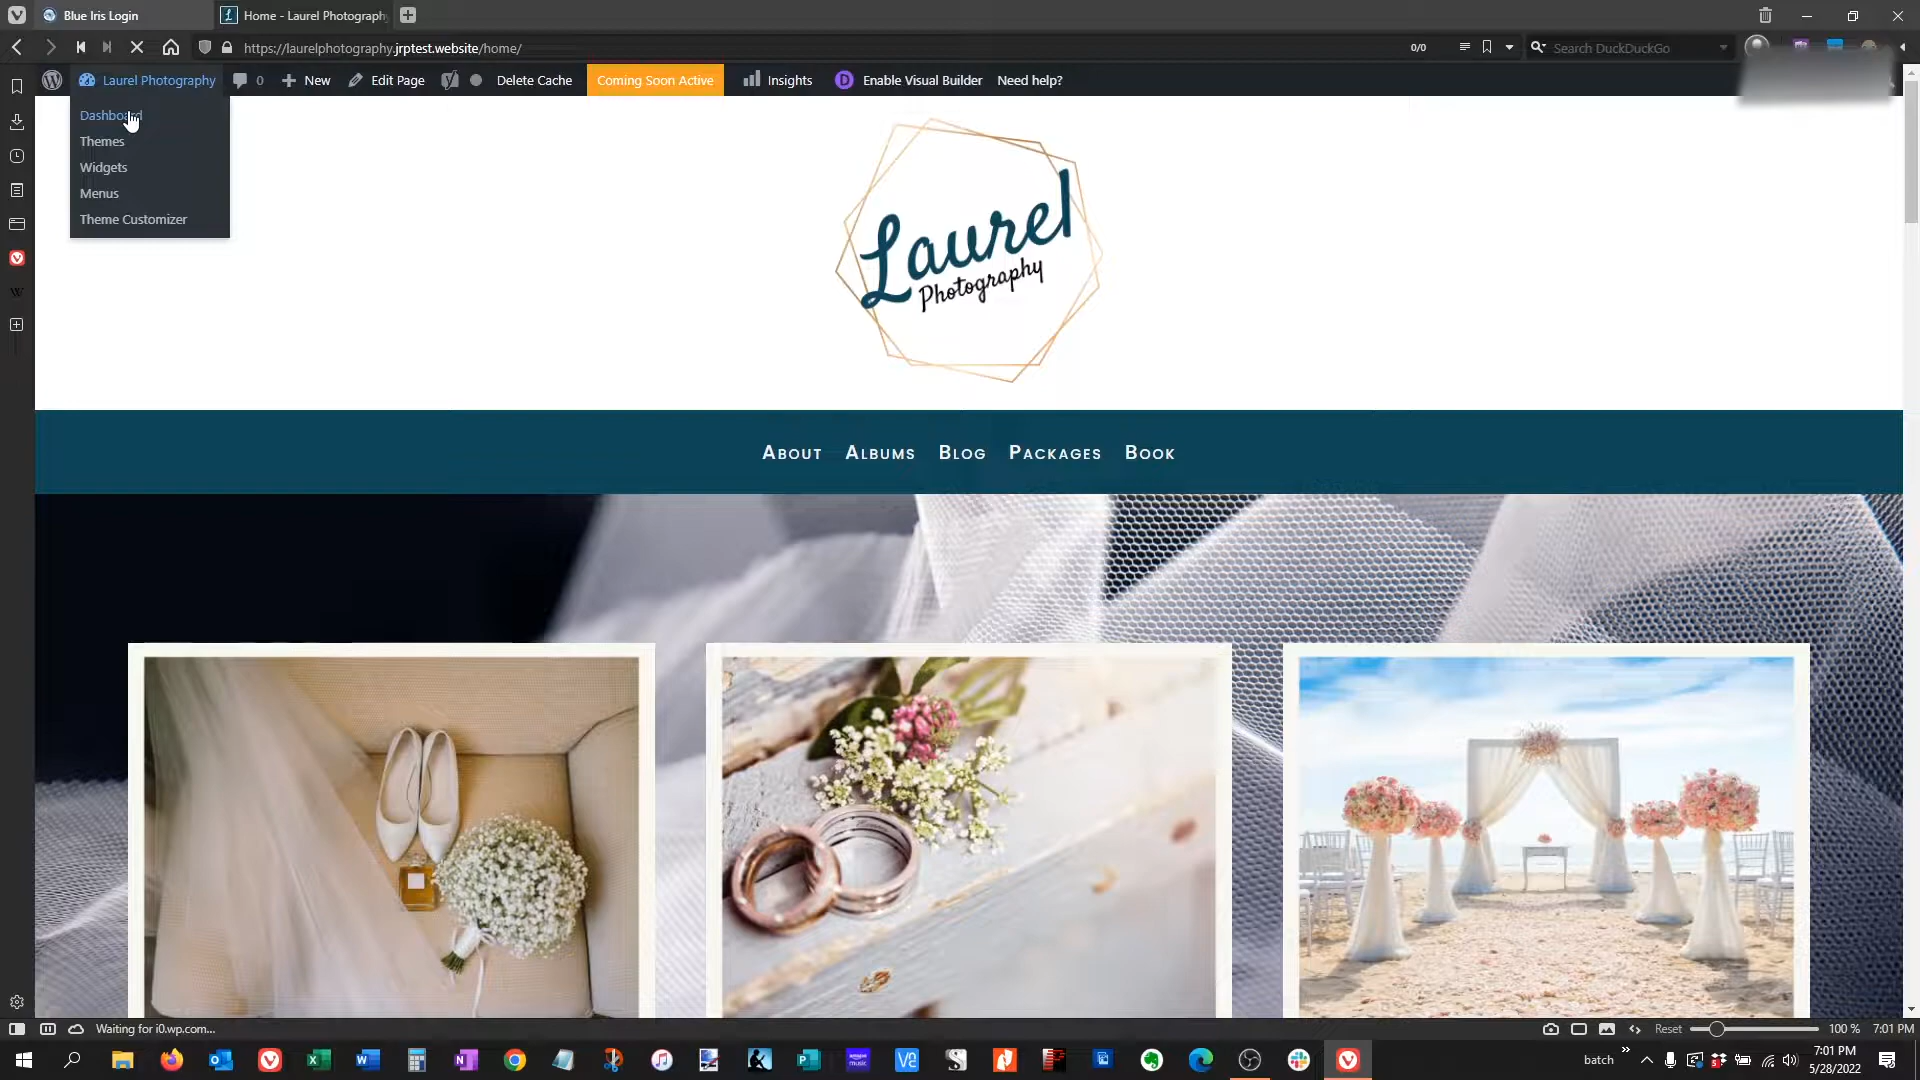 Blue Iris Login
Home - Laurel Photography
https://laurelphotography.jrptest.website/home/
0/0
Search DuckDuckGo
Laurel Photography
0
New
Edit Page
Delete Cache
Coming Soon Active
Insights
D
Enable Visual Builder
Need help?
Dashboard
Themes
Widgets
Menus
Theme Customizer
Laurel
Photography
About
Albums
Blog
Packages
Book
Waiting for i0.wp.com...
Reset
100 %
7:01 PM
batch
7:01 PM
5/28/2022